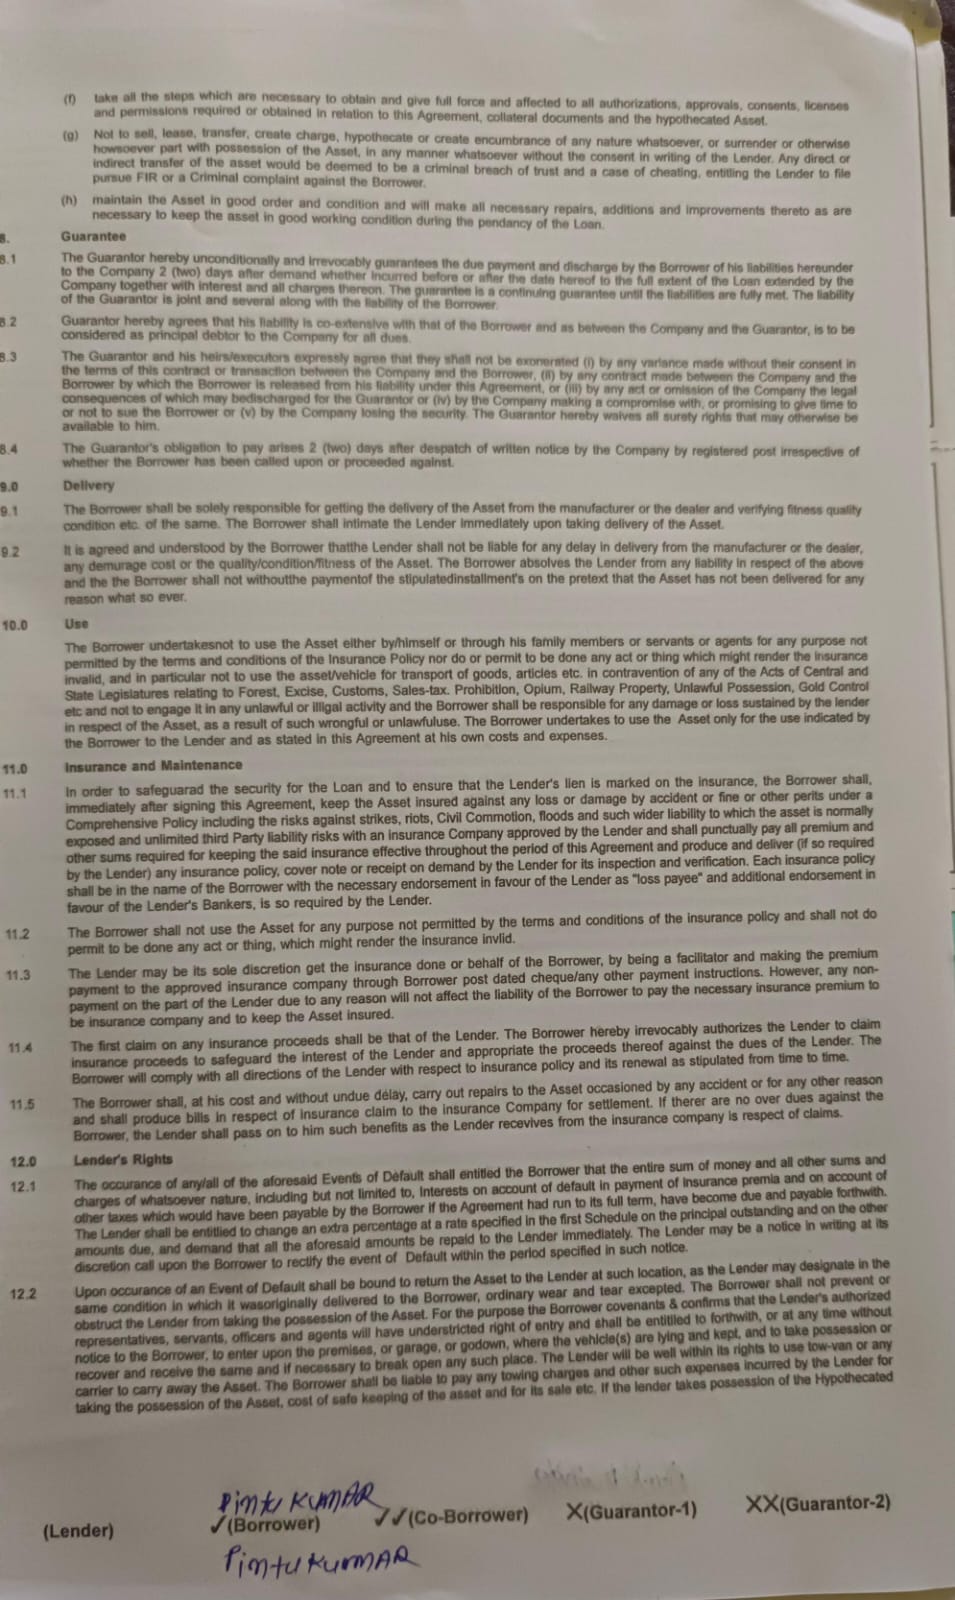 (f) take all the steps which are necessary to obtain and give full force and affected to all authorizations, approvals, consents, licenses
and permissions required or obtained in relation to this Agreement, collateral documents and the hypothecated Asset.
(g) Not to sell, lease, transfer, create charge, hypothecate or create encumbrance of any nature whatsoever, or surrender or otherwise
howsoever part with possession of the Asset, in any manner whatsoever without the consent in writing of the Lender. Any direct or
indirect transfer of the asset would be deemed to be a criminal breach of trust and a case of cheating, entitling the Lender to file
pursue FIR or a Criminal complaint against the Borrower.
(h) maintain the Asset in good order and condition and will make all necessary repairs, additions and improvements thereto as are
necessary to keep the asset in good working condition during the pendancy of the Loan.
8. Guarantee
8.1 The Guarantor hereby unconditionally and irrevocably guarantees the due payment and discharge by the Borrower of his liabilities hereunder
to the Company 2 (two) days after demand whether incurred before or after the date hereof to the full extent of the Loan extended by the
Company together with interest and all charges thereon. The guarantee is a continuing guarantee until the liabilities are fully met. The liability
of the Guarantor is joint and several along with the liability of the Borrower.
8.2 Guarantor hereby agrees that his liability is co-extensive with that of the Borrower and as between the Company and the Guarantor, is to be
considered as principal debtor to the Company for all dues.
8.3 The Guarantor and his heirs/executors expressly agree that they shall not be exonerated (i) by any variance made without their consent in
the terms of this contract or transaction between the Company and the Borrower, (ii) by any contract made between the Company and the
Borrower by which the Borrower is released from his liability under this Agreement, or (iii) by any act or omission of the Company the legal
consequences of which may bedischarged for the Guarantor or (iv) by the Company making a compromise with, or promising to give time to
or not to sue the Borrower or (v) by the Company losing the security. The Guarantor hereby waives all surety rights that may otherwise be
available to him.
8.4 The Guarantor's obligation to pay arises 2 (two) days after despatch of written notice by the Company by registered post irrespective of
whether the Borrower has been called upon or proceeded against.
9.0 Delivery
9.1 The Borrower shall be solely responsible for getting the delivery of the Asset from the manufacturer or the dealer and verifying fitness quality
condition etc. of the same. The Borrower shall intimate the Lender immediately upon taking delivery of the Asset.
9.2 It is agreed and understood by the Borrower thatthe Lender shall not be liable for any delay in delivery from the manufacturer or the dealer,
any demurage cost or the quality/condition/fitness of the Asset. The Borrower absolves the Lender from any liability in respect of the above
and the the Borrower shall not withoutthe paymentof the stipulatedinstallment's on the pretext that the Asset has not been delivered for any
reason what so ever.
10.0 Use
The Borrower undertakesnot to use the Asset either by/himself or through his family members or servants or agents for any purpose not
permitted by the terms and conditions of the Insurance Policy nor do or permit to be done any act or thing which might render the insurance
invalid, and in particular not to use the asset/vehicle for transport of goods, articles etc. in contravention of any of the Acts of Central and
State Legislatures relating to Forest, Excise, Customs, Sales-tax. Prohibition, Opium, Railway Property, Unlawful Possession, Gold Control
etc and not to engage it in any unlawful or illigal activity and the Borrower shall be responsible for any damage or loss sustained by the lender
in respect of the Asset, as a result of such wrongful or unlawfuluse. The Borrower undertakes to use the Asset only for the use indicated by
the Borrower to the Lender and as stated in this Agreement at his own costs and expenses.
11.0 Insurance and Maintenance
11.1 In order to safeguarad the security for the Loan and to ensure that the Lender's lien is marked on the insurance, the Borrower shall,
immediately after signing this Agreement, keep the Asset insured against any loss or damage by accident or fine or other perits under a
Comprehensive Policy including the risks against strikes, riots, Civil Commotion, floods and such wider liability to which the asset is normally
exposed and unlimited third Party liability risks with an insurance Company approved by the Lender and shall punctually pay all premium and
other sums required for keeping the said insurance effective throughout the period of this Agreement and produce and deliver (if so required
by the Lender) any insurance policy, cover note or receipt on demand by the Lender for its inspection and verification. Each insurance policy
shall be in the name of the Borrower with the necessary endorsement in favour of the Lender as "loss payee" and additional endorsement in
favour of the Lender's Bankers, is so required by the Lender.
11.2 The Borrower shall not use the Asset for any purpose not permitted by the terms and conditions of the insurance policy and shall not do
permit to be done any act or thing, which might render the insurance invlid.
11.3 The Lender may be its sole discretion get the insurance done or behalf of the Borrower, by being a facilitator and making the premium
payment to the approved insurance company through Borrower post dated cheque/any other payment instructions. However, any non-
payment on the part of the Lender due to any reason will not affect the liability of the Borrower to pay the necessary insurance premium to
be insurance company and to keep the Asset insured.
11.4 The first claim on any insurance proceeds shall be that of the Lender. The Borrower hereby irrevocably authorizes the Lender to claim
insurance proceeds to safeguard the interest of the Lender and appropriate the proceeds thereof against the dues of the Lender. The
Borrower will comply with all directions of the Lender with respect to insurance policy and its renewal as stipulated from time to time.
11.5 The Borrower shall, at his cost and without undue delay, carry out repairs to the Asset occasioned by any accident or for any other reason
and shall produce bills in respect of insurance claim to the insurance Company for settlement. If therer are no over dues against the
Borrower, the Lender shall pass on to him such benefits as the Lender recevives from the insurance company is respect of claims.
12.0 Lender's Rights
12.1 The occurance of any/all of the aforesaid Events of Default shall entitled the Borrower that the entire sum of money and all other sums and
charges of whatsoever nature, including but not limited to, Interests on account of default in payment of insurance premia and on account of
other taxes which would have been payable by the Borrower if the Agreement had run to its full term, have become due and payable forthwith.
The Lender shall be entitlied to change an extra percentage at a rate specified in the first Schedule on the principal outstanding and on the other
amounts due, and demand that all the aforesaid amounts be repaid to the Lender immediately. The Lender may be a notice in writing at its
discretion call upon the Borrower to rectify the event of Default within the period specified in such notice.
12.2 Upon occurance of an Event of Default shall be bound to return the Asset to the Lender at such location, as the Lender may designate in the
same condition in which it wasoriginally delivered to the Borrower, ordinary wear and tear excepted. The Borrower shall not prevent or
obstruct the Lender from taking the possession of the Asset. For the purpose the Borrower covenants & confirms that the Lender's authorized
representatives, servants, officers and agents will have understricted right of entry and shall be entitlied to forthwith, or at any time without
notice to the Borrower, to enter upon the premises, or garage, or godown, where the vehicle(s) are lying and kept, and to take possession or
recover and receive the same and if necessary to break open any such place. The Lender will be well within its rights to use tow-van or any
carrier to carry away the Asset. The Borrower shall be liable to pay any towing charges and other such expenses incurred by the Lender for
taking the possession of the Asset, cost of safe keeping of the asset and for its sale etc. If the lender takes possession of the Hypothecated
Pintu KUMAR
(Lender) ✓(Borrower) ✓✓(Co-Borrower) X(Guarantor-1) XX(Guarantor-2)
Pintu KUMAR